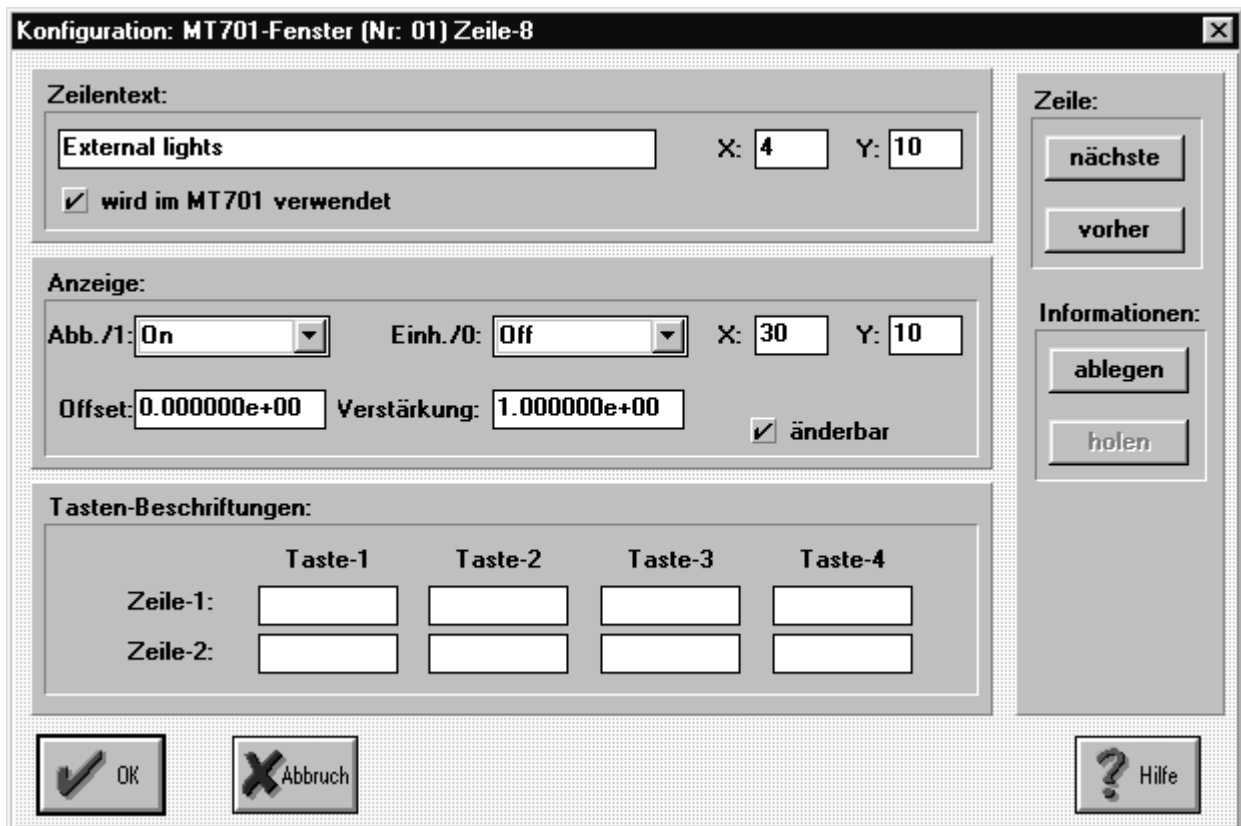 Konfiguration: MT701-Fenster (Nr: 01) Zeile-8
Zeilentext:
External lights X: 4 Y: 10
wird im MT701 verwendet
Anzeige:
Abb./1: On Einh./0: Off X: 30 Y: 10
Offset: 0.000000e+00 Verstärkung: 1.000000e+00 änderbar
Tasten-Beschriftungen:
Taste-1 Taste-2 Taste-3 Taste-4
Zeile-1:
Zeile-2:
Zeile:
nächste
vorher
Informationen:
ablegen
holen
OK Abbruch Hilfe